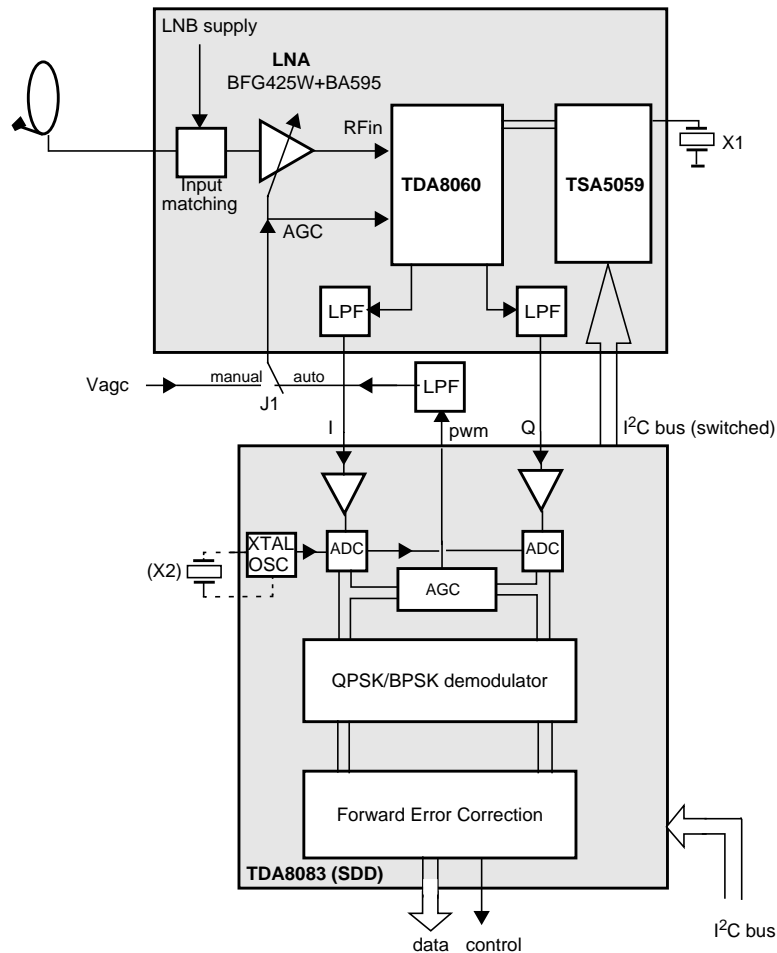 LNB supply
LNA
BFG425W+BA595
RFin
X1
TDA8060
TSA5059
Input
matching
AGC
LPF
LPF
Vagc
manual
auto
LPF
J1
I
pwm
Q
I²C bus (switched)
XTAL
OSC
ADC
ADC
(X2)
AGC
QPSK/BPSK demodulator
Forward Error Correction
TDA8083 (SDD)
data
control
I²C bus